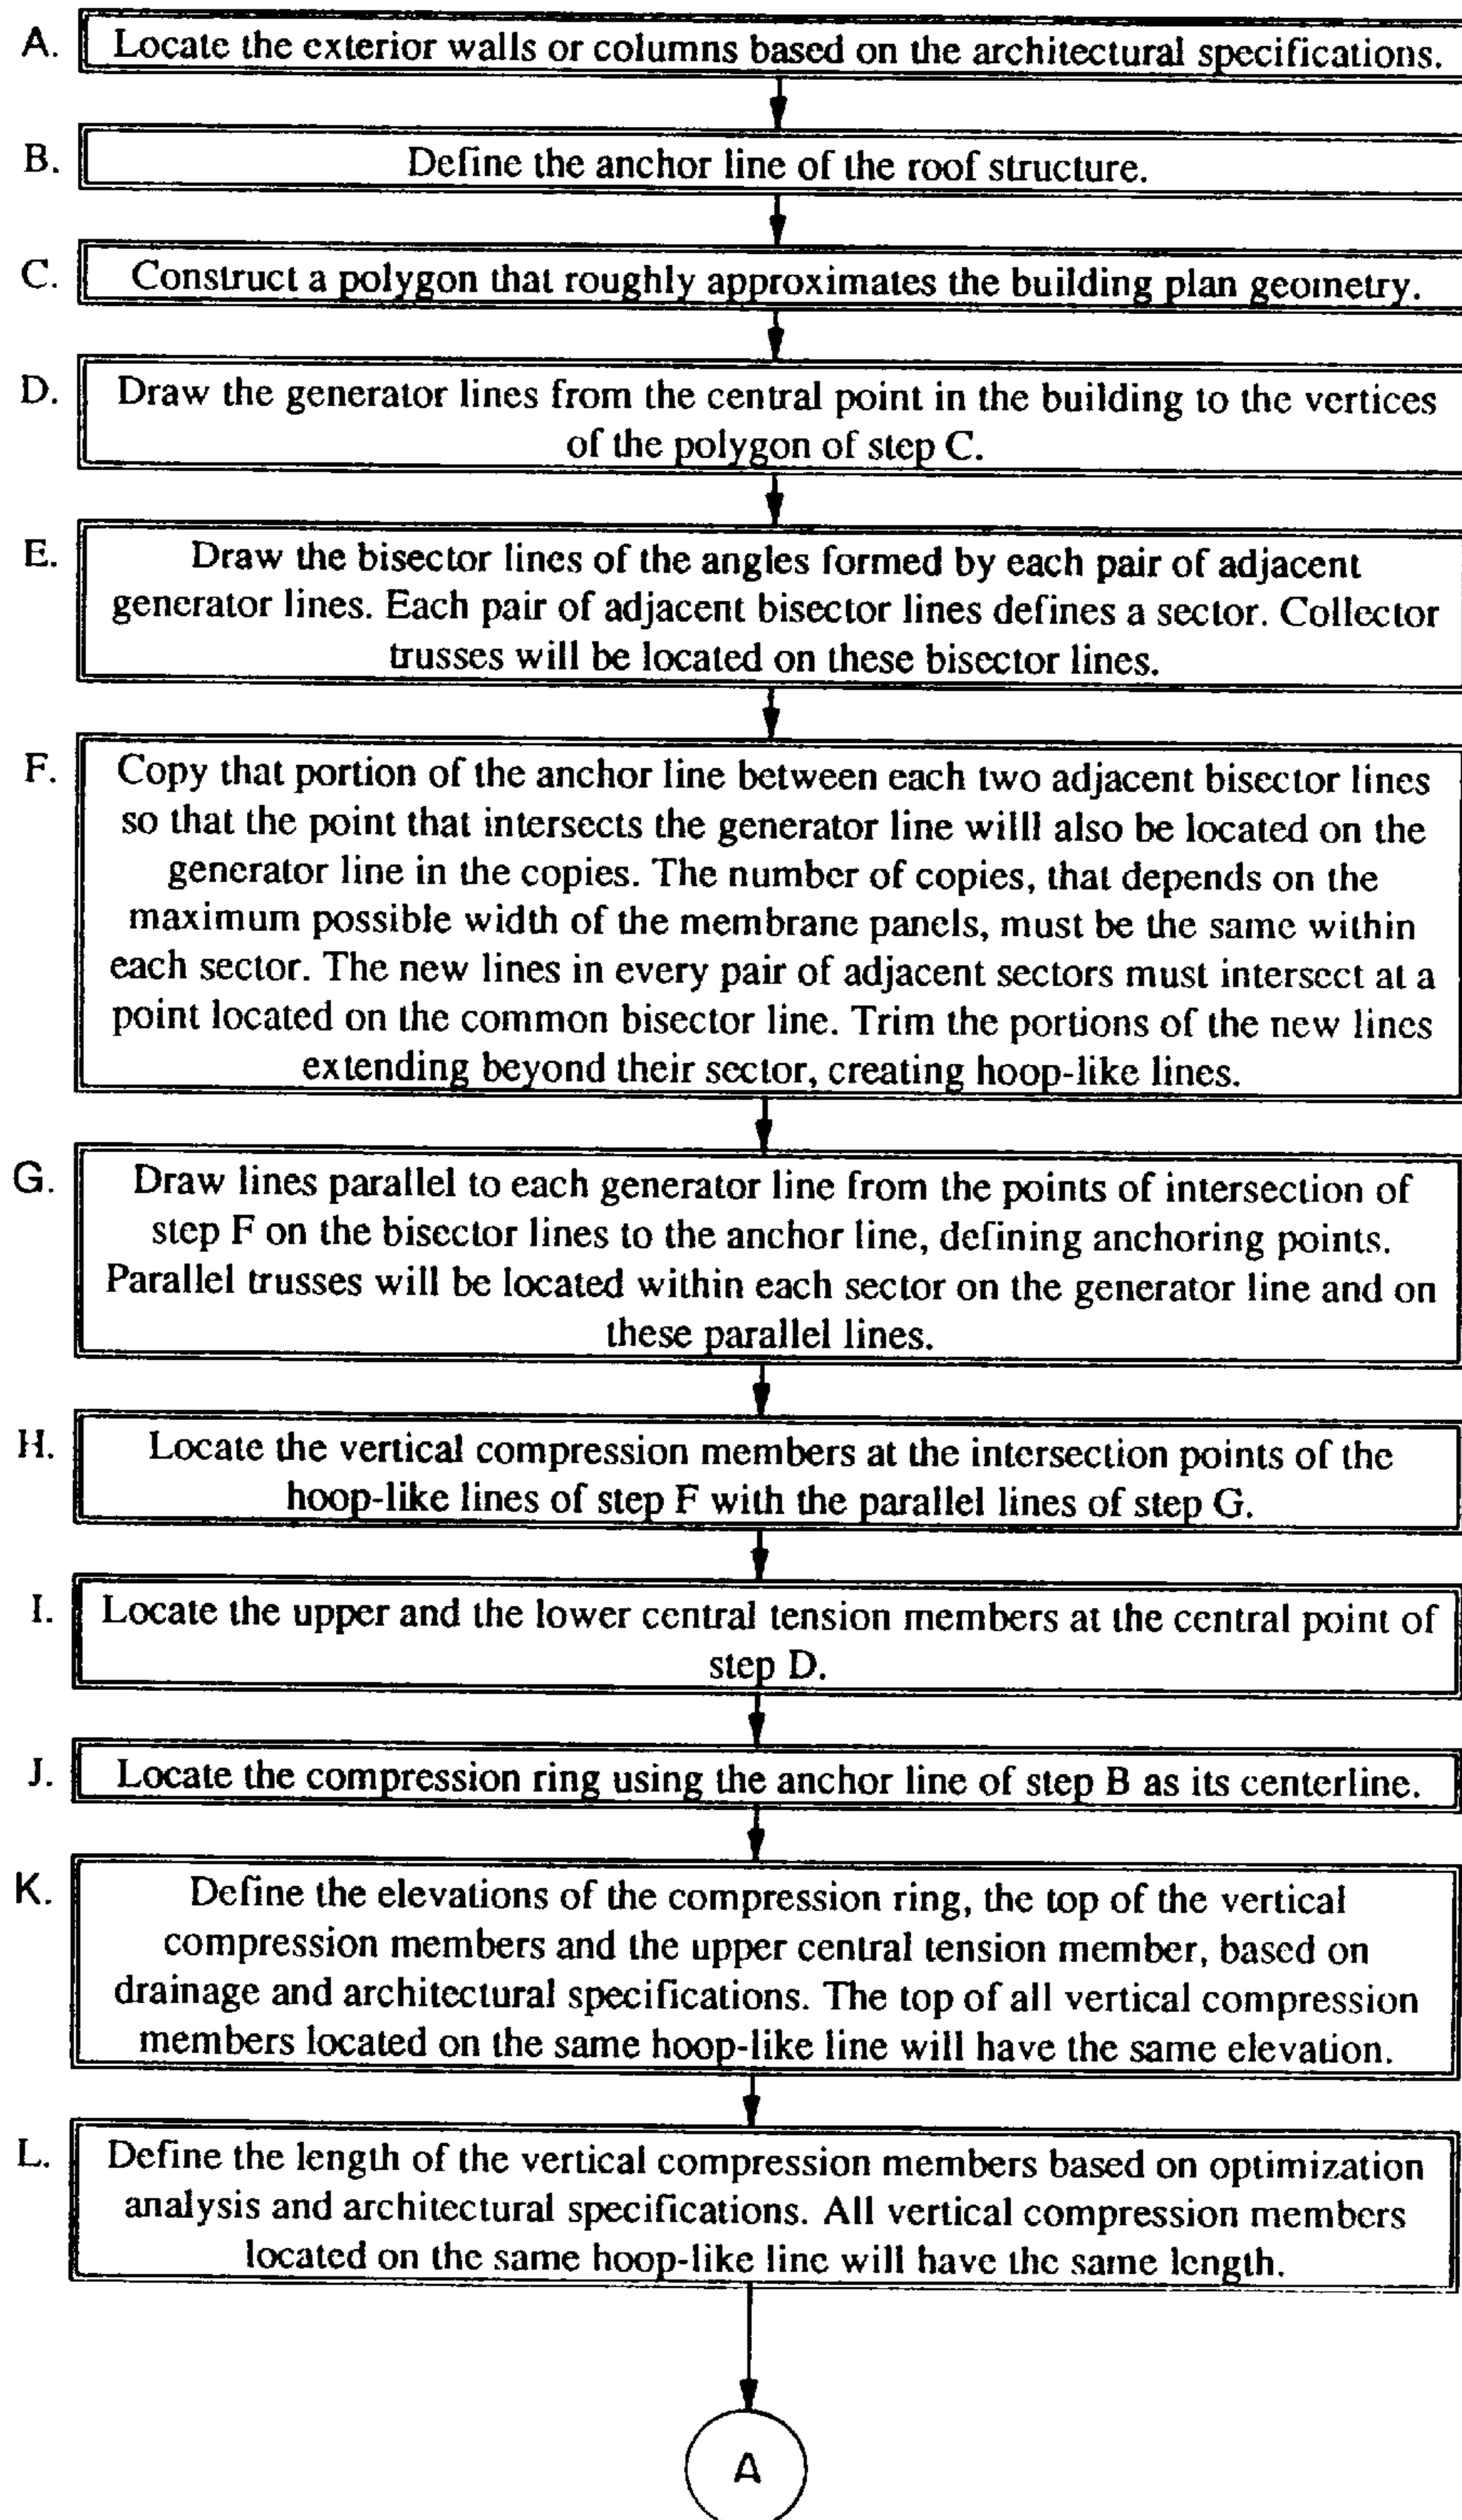 A. Locate the exterior walls or columns based on the architectural specifications.
B. Define the anchor line of the roof structure.
C. Construct a polygon that roughly approximates the building plan geometry.
D. Draw the generator lines from the central point in the building to the vertices
of the polygon of step C.
E. Draw the bisector lines of the angles formed by each pair of adjacent
generator lines. Each pair of adjacent bisector lines defines a sector. Collector
trusses will be located on these bisector lines.
F. Copy that portion of the anchor line between each two adjacent bisector lines
so that the point that intersects the generator line willl also be located on the
generator line in the copies. The number of copies, that depends on the
maximum possible width of the membrane panels, must be the same within
each sector. The new lines in every pair of adjacent sectors must intersect at a
point located on the common bisector line. Trim the portions of the new lines
extending beyond their sector, creating hoop-like lines.
G. Draw lines parallel to each generator line from the points of intersection of
step F on the bisector lines to the anchor line, defining anchoring points.
Parallel trusses will be located within each sector on the generator line and on
these parallel lines.
H. Locate the vertical compression members at the intersection points of the
hoop-like lines of step F with the parallel lines of step G.
I. Locate the upper and the lower central tension members at the central point of
step D.
J. Locate the compression ring using the anchor line of step B as its centerline.
K. Define the elevations of the compression ring, the top of the vertical
compression members and the upper central tension member, based on
drainage and architectural specifications. The top of all vertical compression
members located on the same hoop-like line will have the same elevation.
L. Define the length of the vertical compression members based on optimization
analysis and architectural specifications. All vertical compression members
located on the same hoop-like line will have the same length.
A